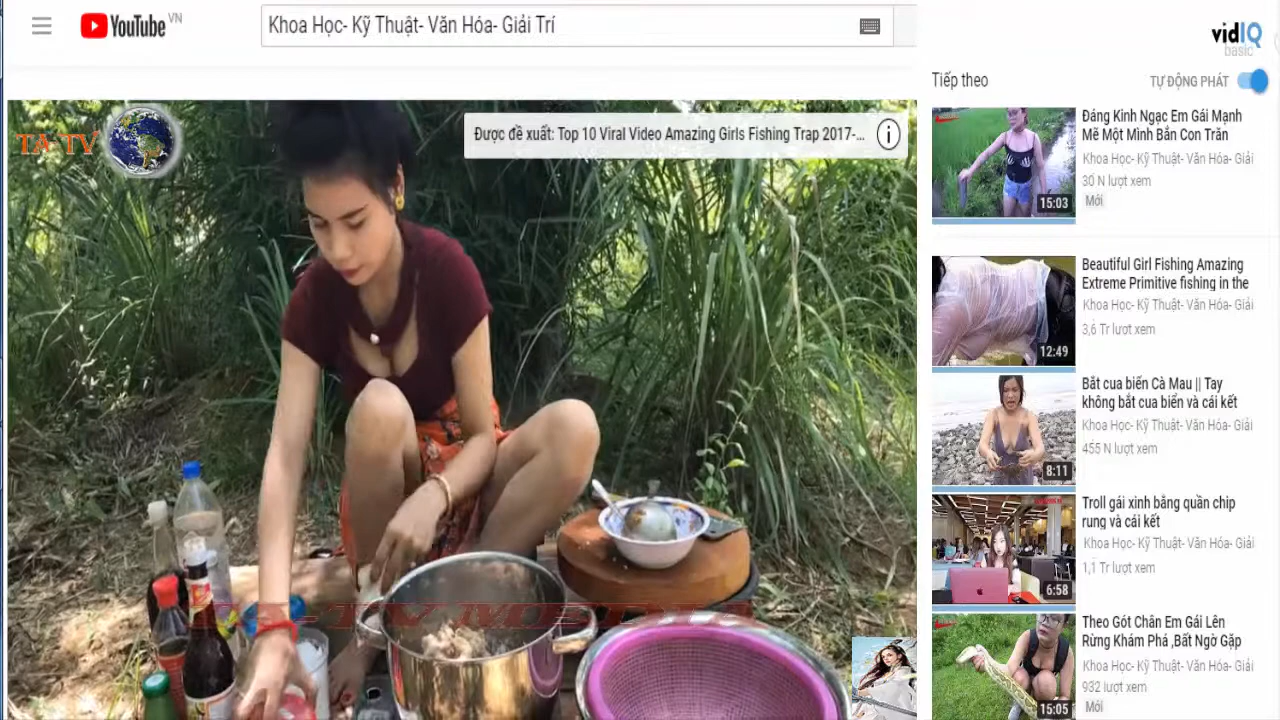 YouTube VN
Khoa Học- Kỹ Thuật- Văn Hóa- Giải Trí
vidIQ
basic
TA-TV
Được đề xuất: Top 10 Viral Video Amazing Girls Fishing Trap 2017-...
TA-TV MEDIA
Tiếp theo
TỰ ĐỘNG PHÁT
Đáng Kinh Ngạc Em Gái Mạnh
Mẽ Một Mình Bắn Con Trăn
Khoa Học- Kỹ Thuật- Văn Hóa- Giải
30 N lượt xem
Mới
15:03
Beautiful Girl Fishing Amazing
Extreme Primitive fishing in the
Khoa Học- Kỹ Thuật- Văn Hóa- Giải
3,6 Tr lượt xem
12:49
Bắt cua biển Cà Mau || Tay
không bắt cua biển và cái kết
Khoa Học- Kỹ Thuật- Văn Hóa- Giải
455 N lượt xem
8:11
Troll gái xinh bằng quần chip
rung và cái kết
Khoa Học- Kỹ Thuật- Văn Hóa- Giải
1,1 Tr lượt xem
6:58
Theo Gót Chân Em Gái Lên
Rừng Khám Phá ,Bất Ngờ Gặp
Khoa Học- Kỹ Thuật- Văn Hóa- Giải
932 lượt xem
Mới
15:05